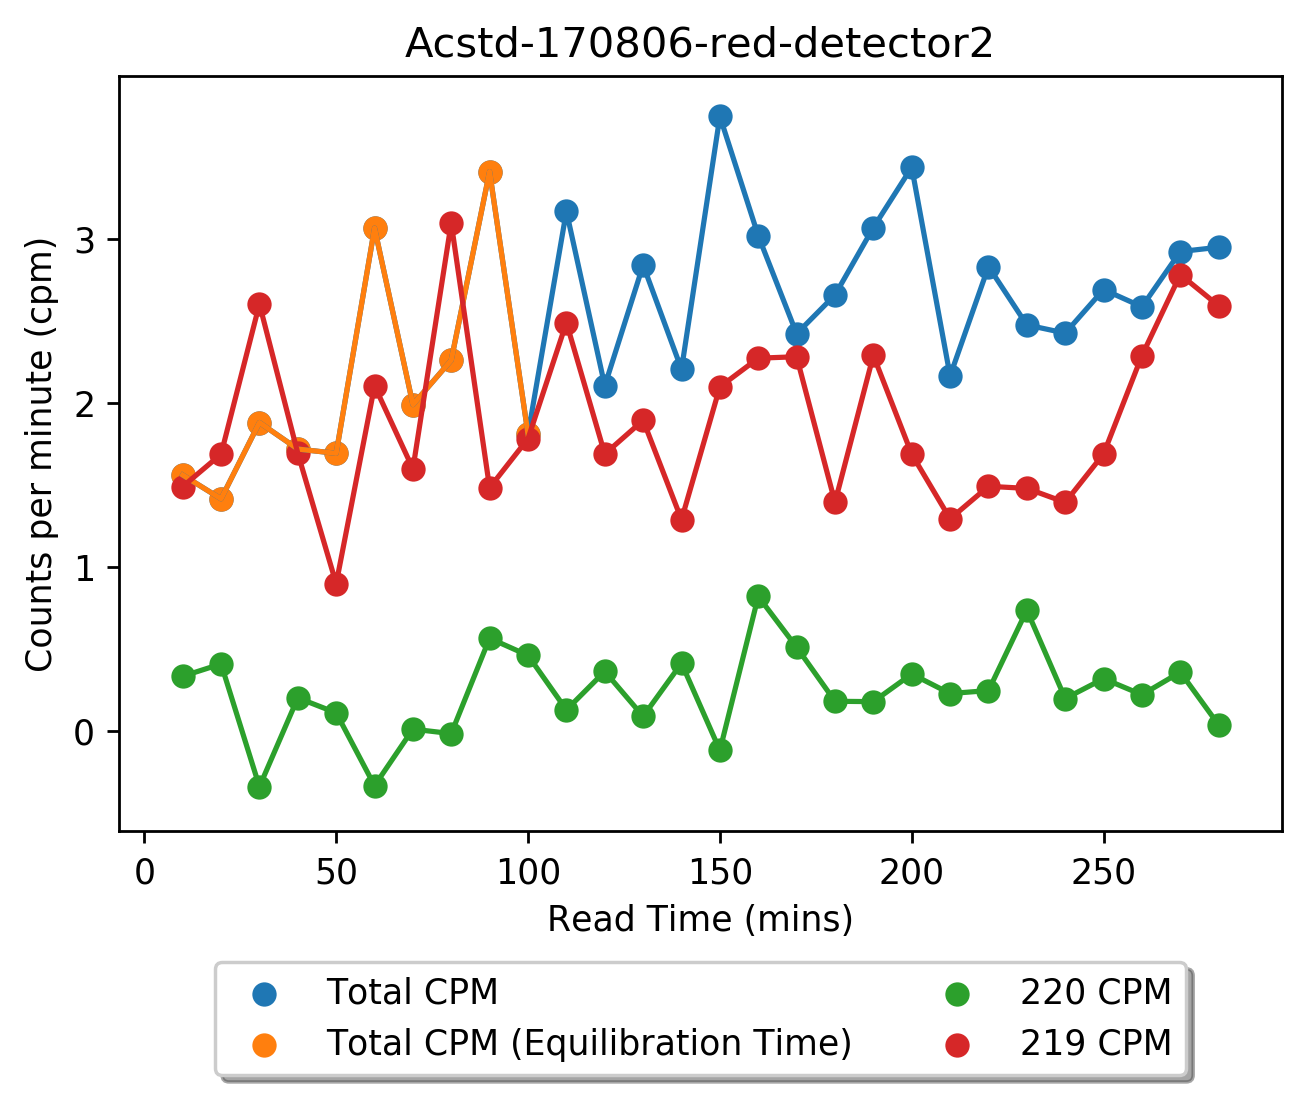 Acstd-170806-red-detector2
Counts per minute (cpm)
3
2
1
0
0 50 100 150 200 250
Read Time (mins)
Total CPM
Total CPM (Equilibration Time)
220 CPM
219 CPM